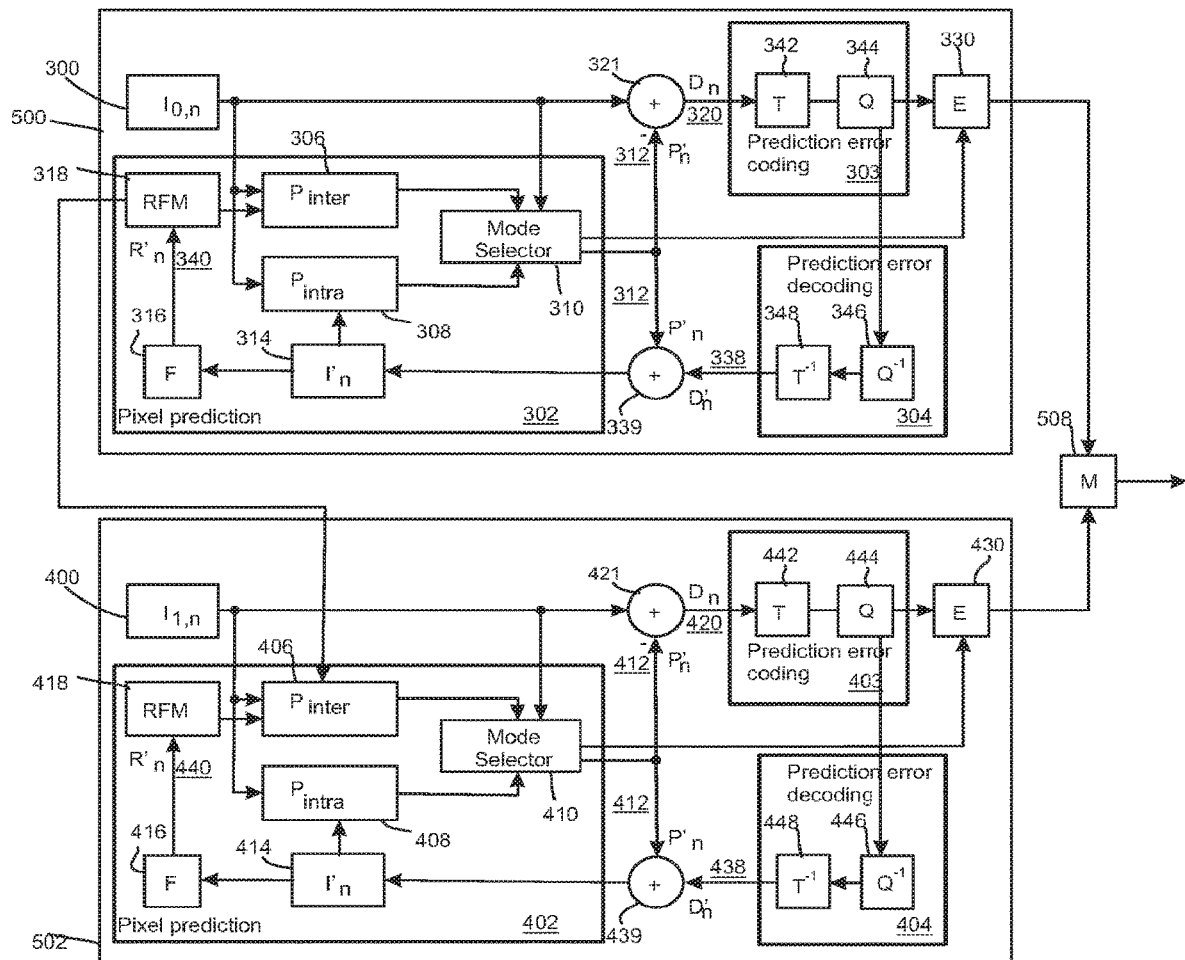 342
344
330
300
321
D n
I0,n
+
T
Q
E
500
320
306
312
P'n
Prediction error
coding
303
318
RFM
P inter
Mode
Selector
R'n
340
Prediction error
decoding
P intra
310
312
348
346
316
314
308
P'n
338
F
I'n
+
T-1
Q-1
D'n
Pixel prediction
302
339
304
508
M
442
444
430
400
421
D n
I1,n
+
T
Q
E
420
406
412
P'n
Prediction error
coding
403
418
RFM
P inter
Mode
Selector
R'n
440
Prediction error
decoding
P intra
410
412
448
446
416
414
408
P'n
438
F
I'n
+
T-1
Q-1
D'n
Pixel prediction
402
439
404
502